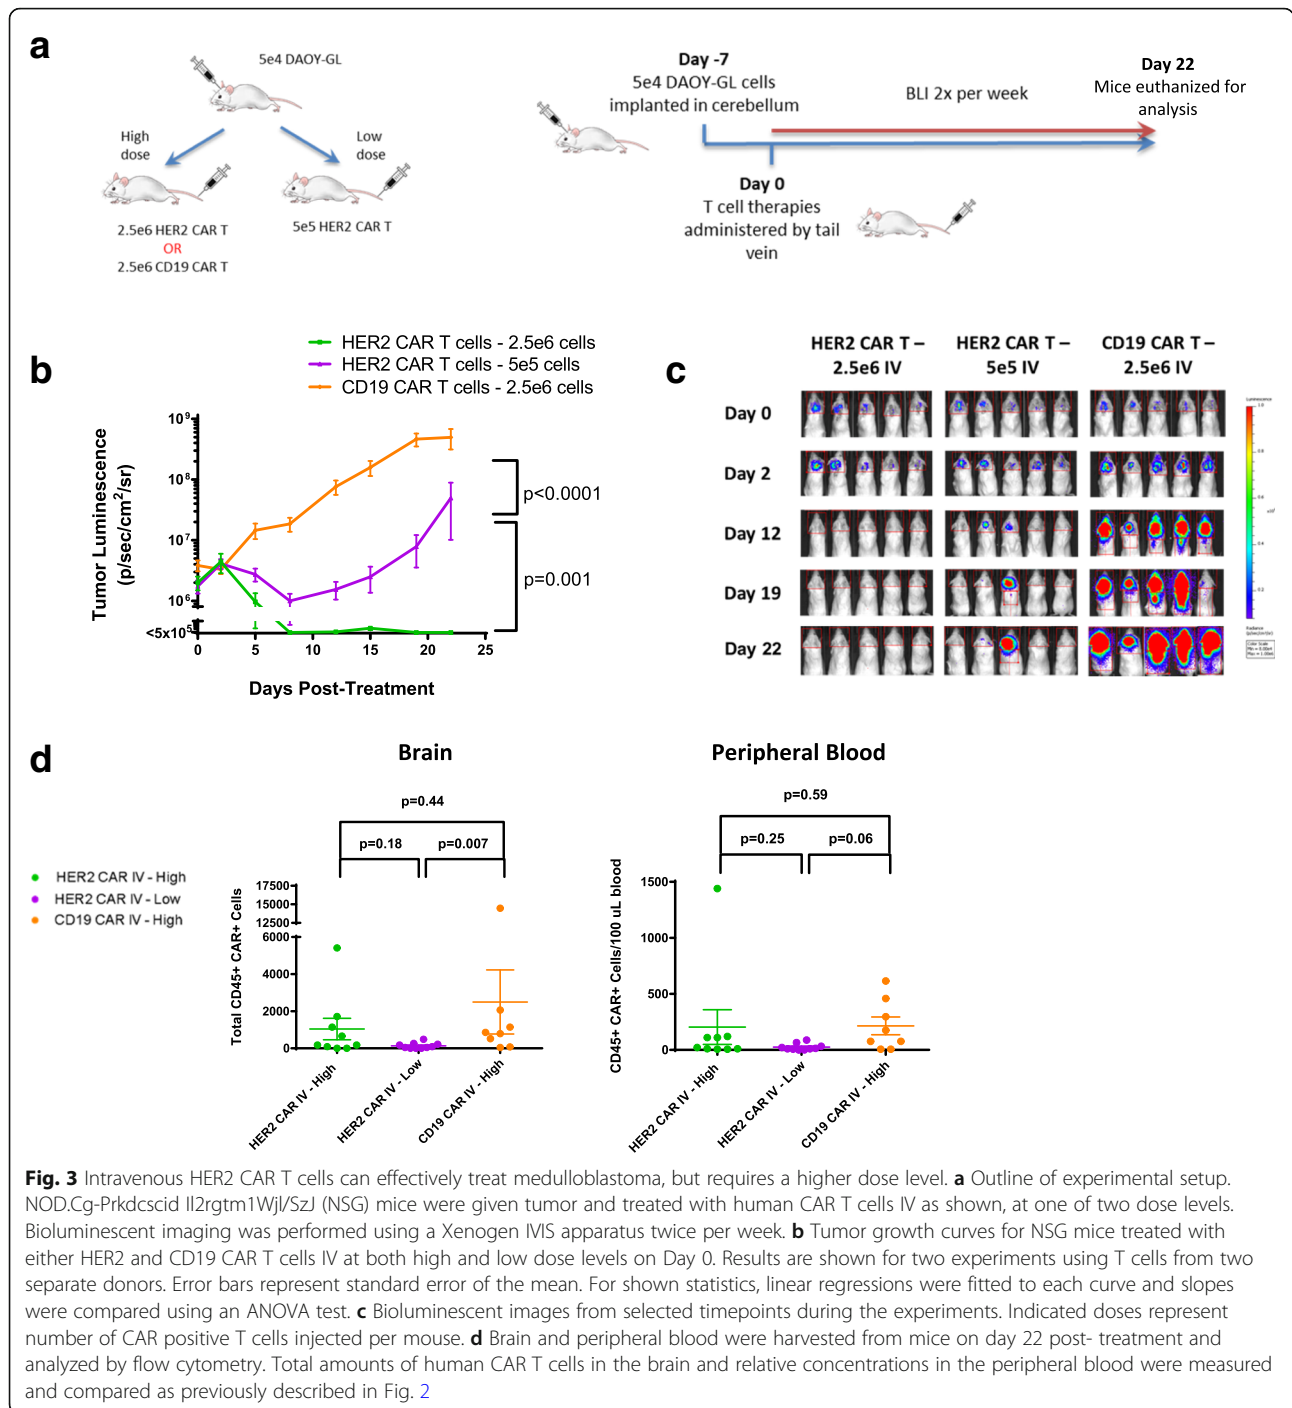 a
5e4 DAOY-GL
High
dose
Low
dose
2.5e6 HER2 CAR T
OR
2.5e6 CD19 CAR T
5e5 HER2 CAR T
Day -7
5e4 DAOY-GL cells
implanted in cerebellum
BLI 2x per week
Day 22
Mice euthanized for
analysis
Day 0
T cell therapies
administered by tail
vein
b
HER2 CAR T cells - 2.5e6 cells
HER2 CAR T cells - 5e5 cells
CD19 CAR T cells - 2.5e6 cells
Tumor Luminescence
(p/sec/cm²/sr)
10⁹
10⁸
10⁷
10⁶
<5x10⁵
0 5 10 15 20 25
Days Post-Treatment
p<0.0001
p=0.001
c
HER2 CAR T –
2.5e6 IV
HER2 CAR T –
5e5 IV
CD19 CAR T –
2.5e6 IV
Day 0
Day 2
Day 12
Day 19
Day 22
Luminescence
1.0
0.8
0.6
0.4
0.2
Radiance
(p/sec/cm²/sr)
Color Scale
d
Brain
p=0.44
p=0.18 p=0.007
HER2 CAR IV - High
HER2 CAR IV - Low
CD19 CAR IV - High
Total CD45+ CAR+ Cells
17500
15000
12500
6000
4000
2000
0
HER2 CAR IV - High
HER2 CAR IV - Low
CD19 CAR IV - High
Peripheral Blood
p=0.59
p=0.25 p=0.06
CD45+ CAR+ Cells/100 uL blood
1500
1000
500
0
HER2 CAR IV - High
HER2 CAR IV - Low
CD19 CAR IV - High
Fig. 3 Intravenous HER2 CAR T cells can effectively treat medulloblastoma, but requires a higher dose level. a Outline of experimental setup.
NOD.Cg-Prkdcscid Il2rgtm1Wjl/SzJ (NSG) mice were given tumor and treated with human CAR T cells IV as shown, at one of two dose levels.
Bioluminescent imaging was performed using a Xenogen IVIS apparatus twice per week. b Tumor growth curves for NSG mice treated with
either HER2 and CD19 CAR T cells IV at both high and low dose levels on Day 0. Results are shown for two experiments using T cells from two
separate donors. Error bars represent standard error of the mean. For shown statistics, linear regressions were fitted to each curve and slopes
were compared using an ANOVA test. c Bioluminescent images from selected timepoints during the experiments. Indicated doses represent
number of CAR positive T cells injected per mouse. d Brain and peripheral blood were harvested from mice on day 22 post- treatment and
analyzed by flow cytometry. Total amounts of human CAR T cells in the brain and relative concentrations in the peripheral blood were measured
and compared as previously described in Fig. 2